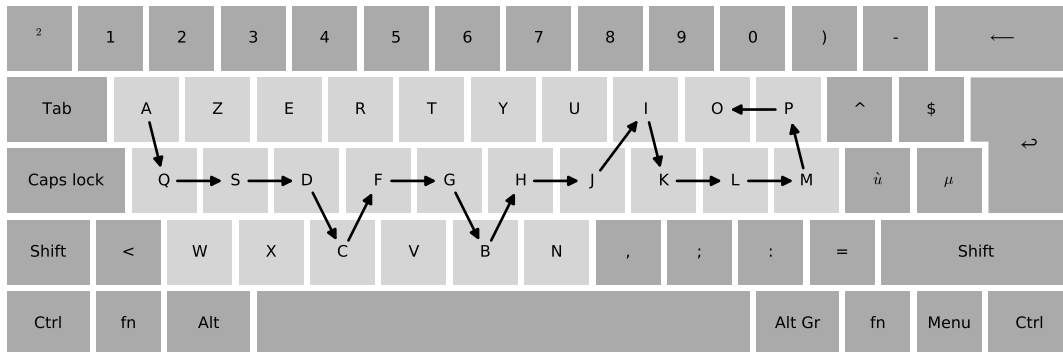 ² 1 2 3 4 5 6 7 8 9 0 ) - ⟵
Tab A Z E R T Y U I O P ^ $ ↩
Caps lock Q S D F G H J K L M ù μ
Shift < W X C V B N , ; : = Shift
Ctrl fn Alt Alt Gr fn Menu Ctrl